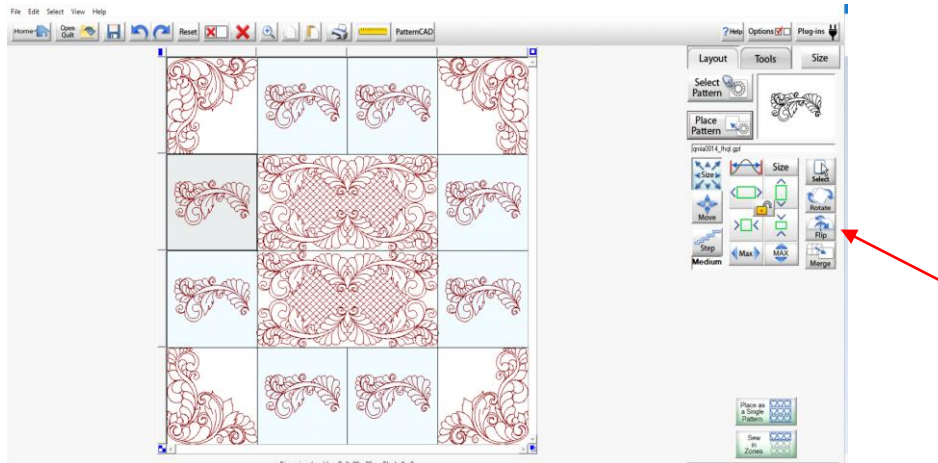 File Edit Select View Help
Home Open Quilt Reset PatternCAD ?Help Options Plug-ins
Layout Tools Size
Select Pattern
Place Pattern
qmia0014_fhql.gpf
Size Size Select
Move Rotate
Flip
Step
Medium Max MAX Merge
Place as a Single Pattern
Sew in Zones